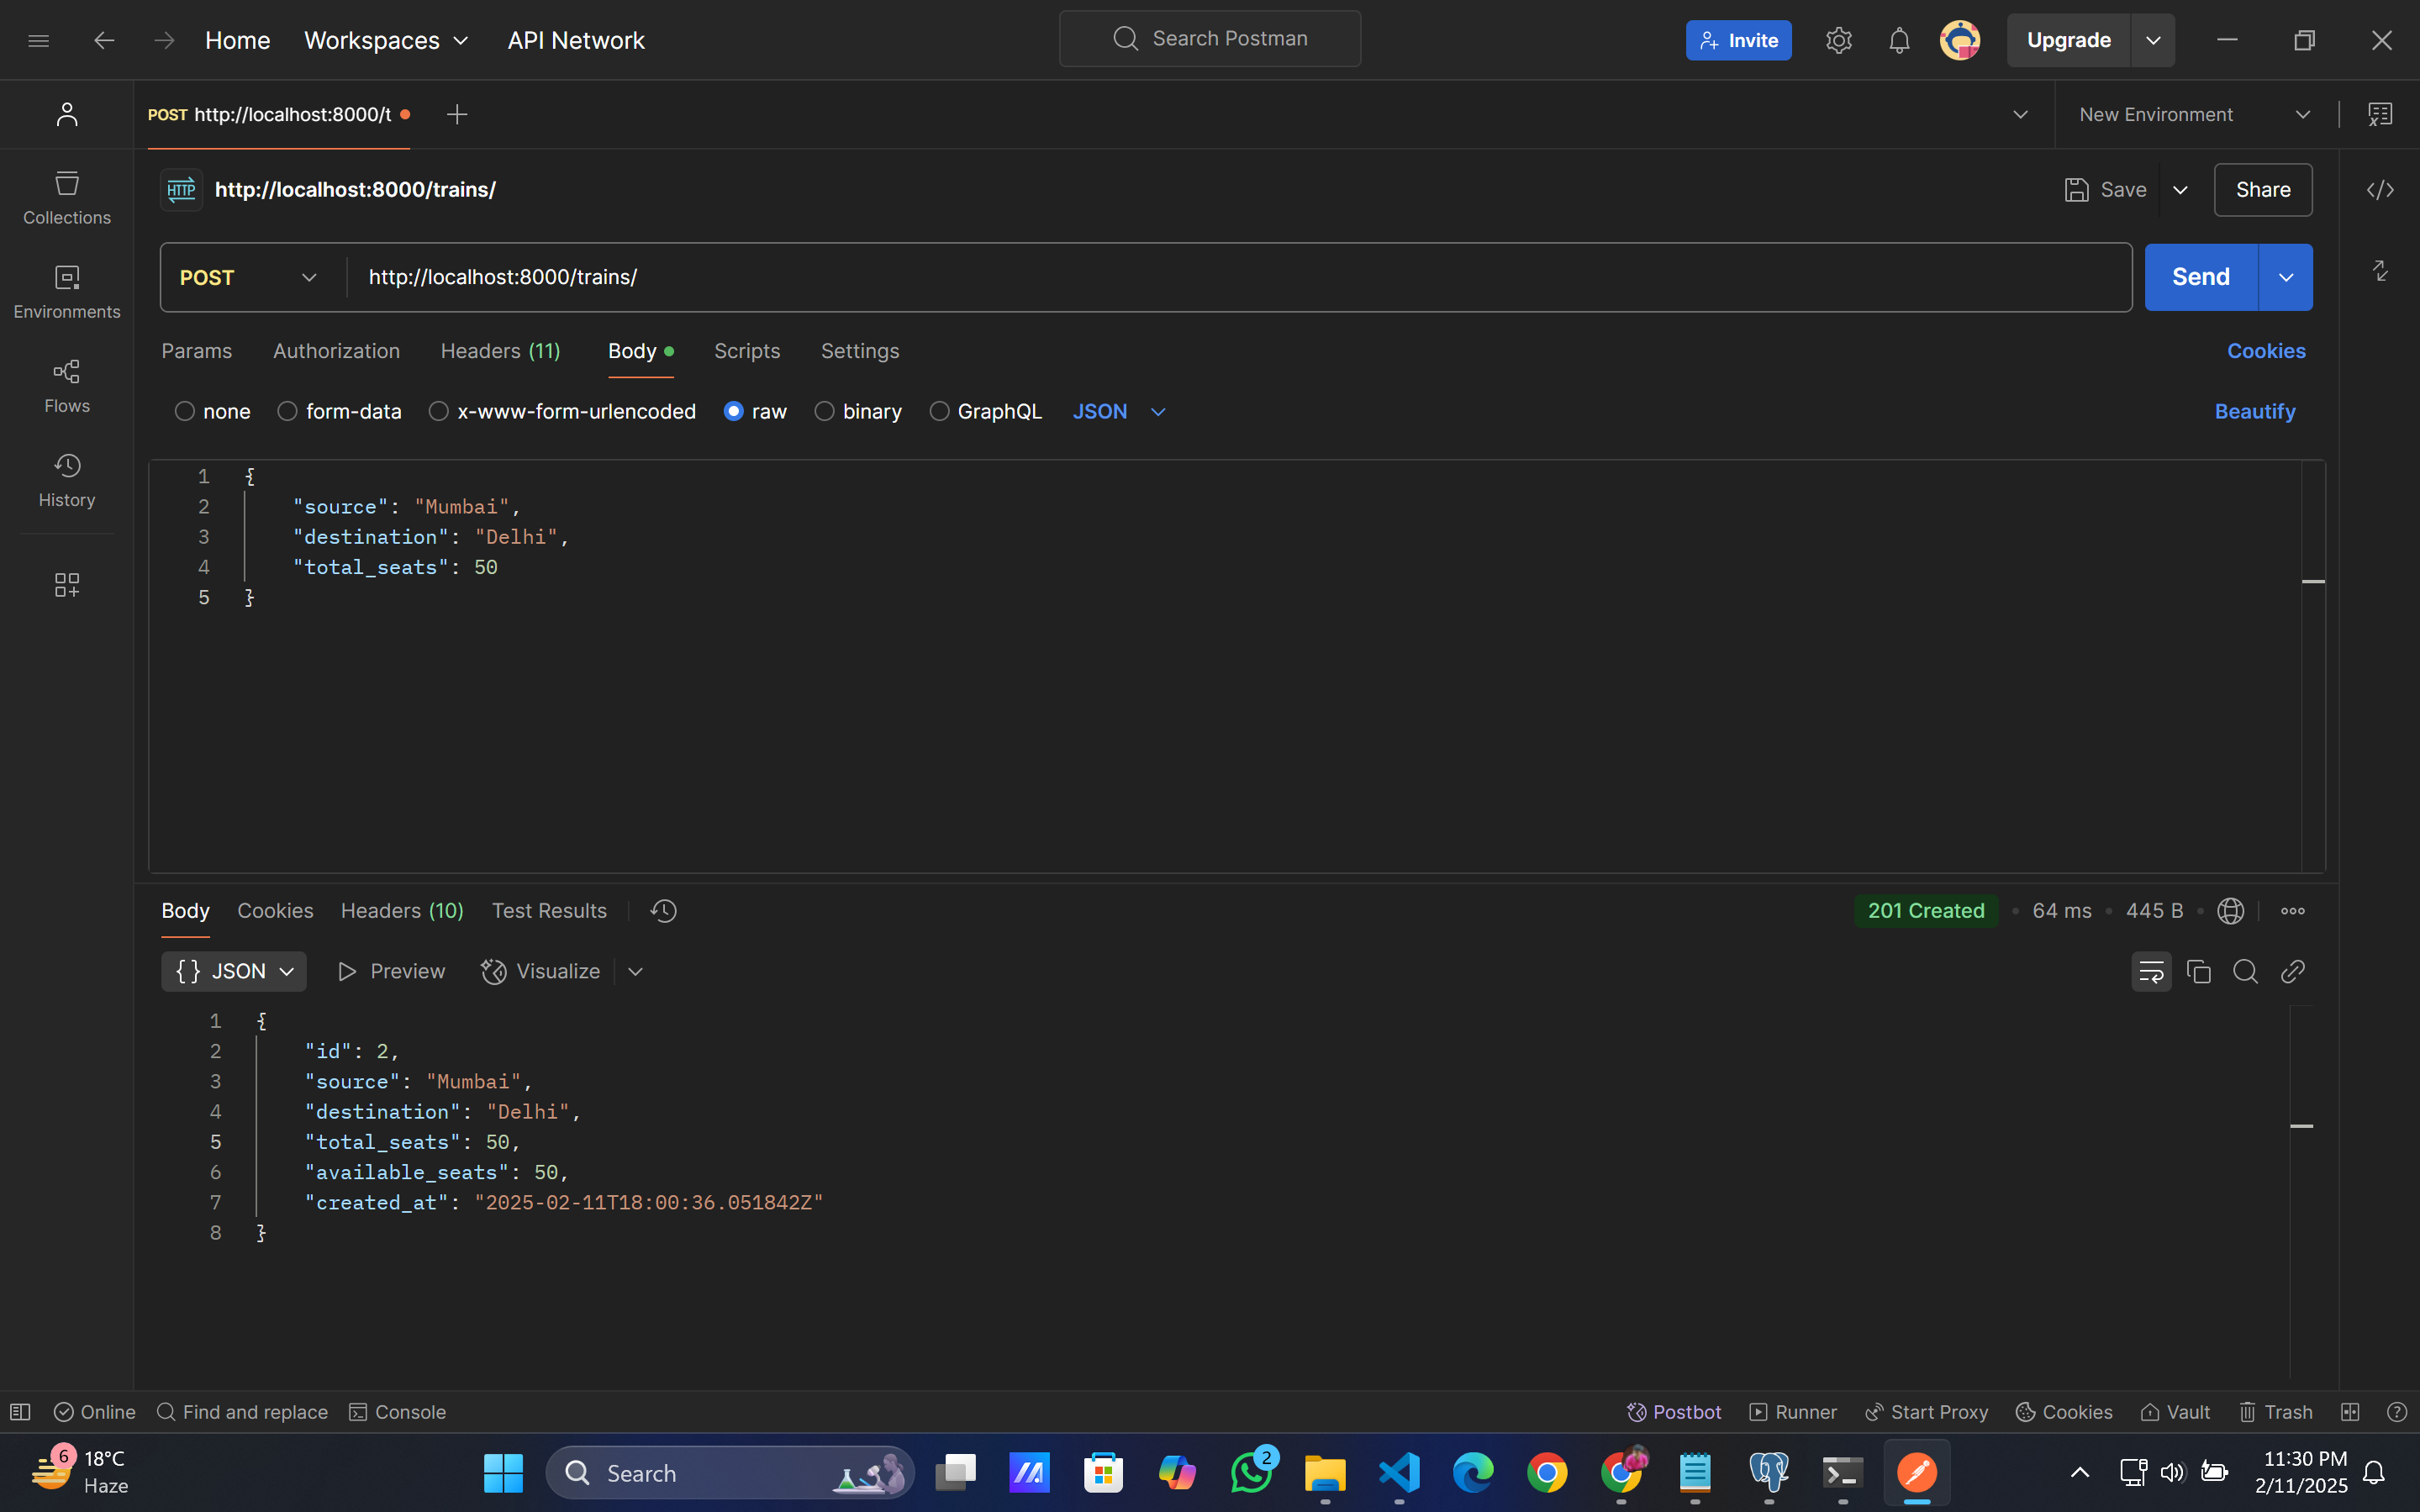 Home Workspaces API Network Search Postman Invite Upgrade
POST http://localhost:8000/t New Environment
HTTP http://localhost:8000/trains/ Save Share
Collections
POST http://localhost:8000/trains/ Send
Environments
Params Authorization Headers (11) Body Scripts Settings Cookies
Flows
none form-data x-www-form-urlencoded raw binary GraphQL JSON Beautify
History
1 {
2 "source": "Mumbai",
3 "destination": "Delhi",
4 "total_seats": 50
5 }
Body Cookies Headers (10) Test Results 201 Created • 64 ms • 445 B
{} JSON Preview Visualize
1 {
2 "id": 2,
3 "source": "Mumbai",
4 "destination": "Delhi",
5 "total_seats": 50,
6 "available_seats": 50,
7 "created_at": "2025-02-11T18:00:36.051842Z"
8 }
Online Find and replace Console Postbot Runner Start Proxy Cookies Vault Trash
6 18°C
Haze
Search
2
11:30 PM
2/11/2025